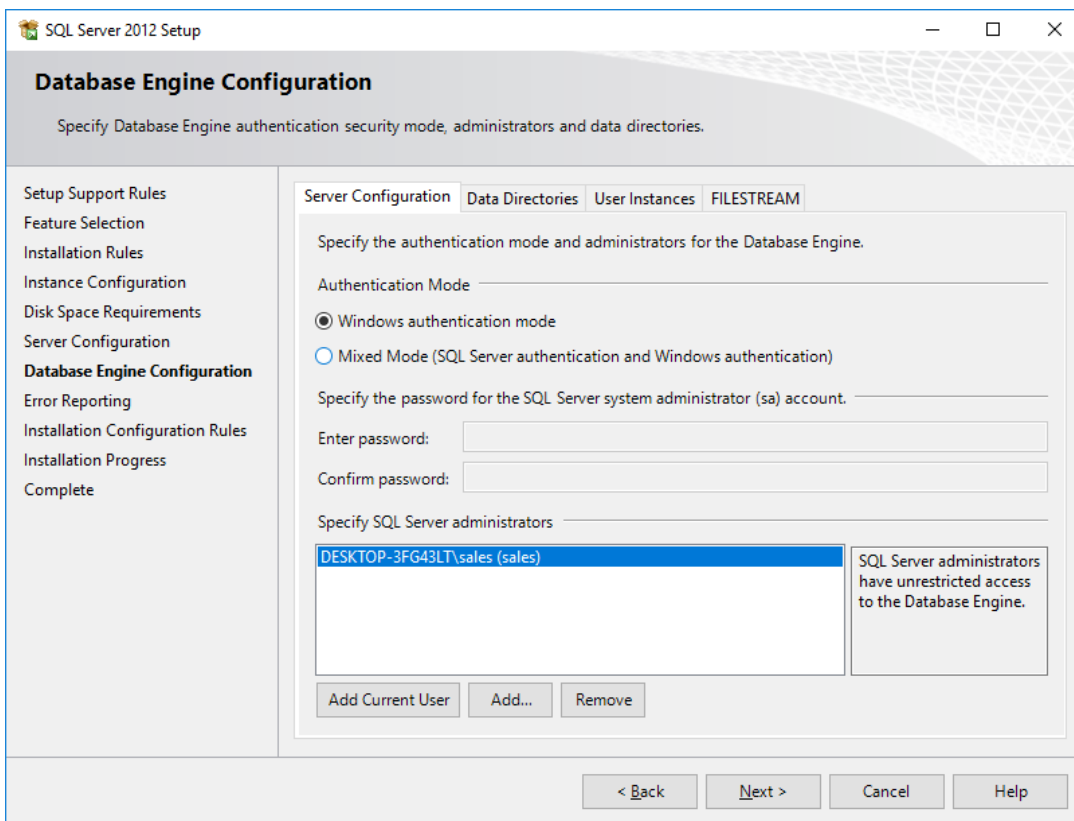 SQL Server 2012 Setup
Database Engine Configuration
Specify Database Engine authentication security mode, administrators and data directories.
Setup Support Rules
Feature Selection
Installation Rules
Instance Configuration
Disk Space Requirements
Server Configuration
Database Engine Configuration
Error Reporting
Installation Configuration Rules
Installation Progress
Complete
Server Configuration Data Directories User Instances FILESTREAM
Specify the authentication mode and administrators for the Database Engine.
Authentication Mode
Windows authentication mode
Mixed Mode (SQL Server authentication and Windows authentication)
Specify the password for the SQL Server system administrator (sa) account.
Enter password:
Confirm password:
Specify SQL Server administrators
DESKTOP-3FG43LT\sales (sales)
SQL Server administrators
have unrestricted access
to the Database Engine.
Add Current User Add... Remove
< Back Next > Cancel Help